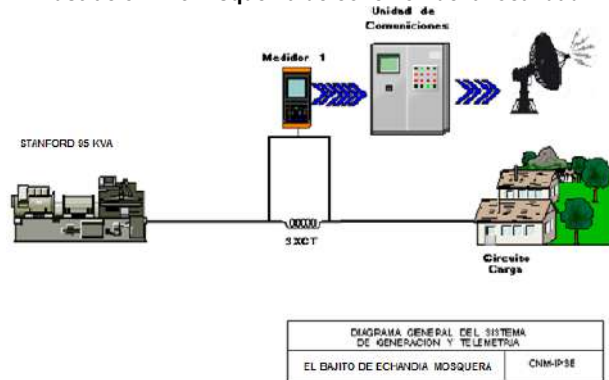 Unidad de
Comuniciones
Medidor 1
STANFORD 95 KVA
3XCT
Circuito
Carga
DIAGRAMA GENERAL DEL SISTEMA
DE GENERACION Y TELEMETRIA
EL BAJITO DE ECHANDIA MOSQUERA
CNM-IPSE